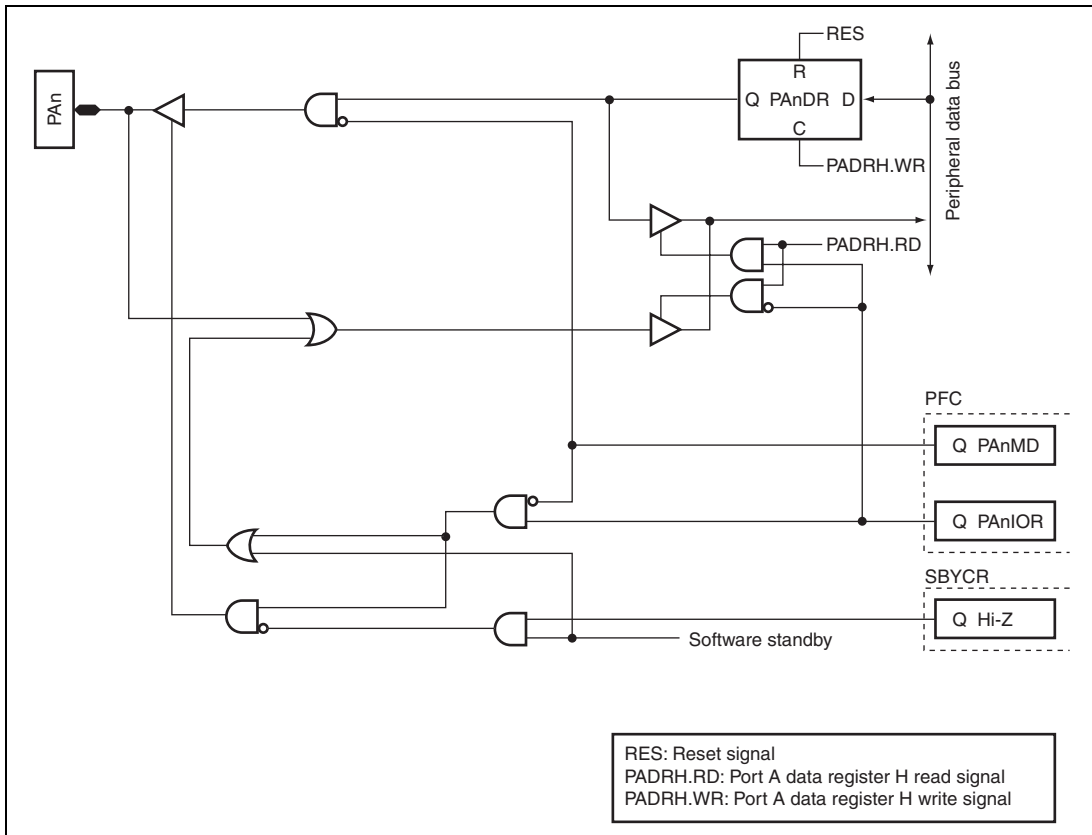 RES
PAn
R
Q PAnDR D
C
Peripheral data bus
PADRH.WR
PADRH.RD
PFC
Q PAnMD
Q PAnIOR
SBYCR
Q Hi-Z
Software standby
RES: Reset signal
PADRH.RD: Port A data register H read signal
PADRH.WR: Port A data register H write signal